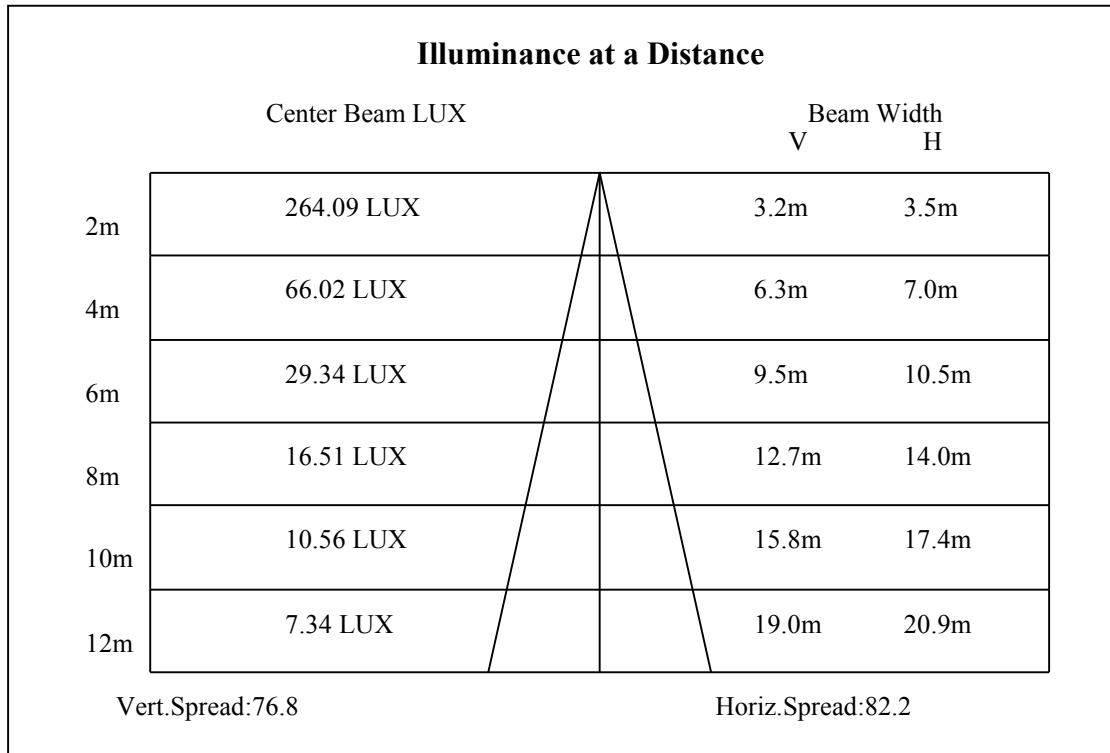 Illuminance at a Distance
Center Beam LUX Beam Width
V H
2m 264.09 LUX 3.2m 3.5m
4m 66.02 LUX 6.3m 7.0m
6m 29.34 LUX 9.5m 10.5m
8m 16.51 LUX 12.7m 14.0m
10m 10.56 LUX 15.8m 17.4m
12m 7.34 LUX 19.0m 20.9m
Vert.Spread:76.8 Horiz.Spread:82.2